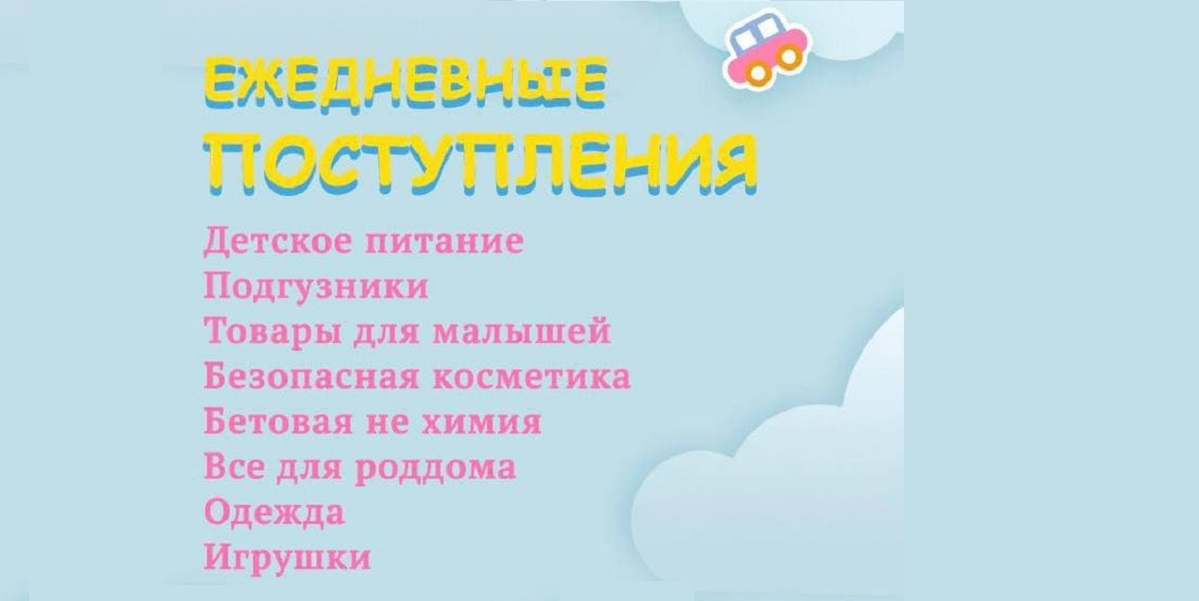 ЕЖЕДНЕВНЫЕ
ПОСТУПЛЕНИЯ
Детское питание
Подгузники
Товары для малышей
Безопасная косметика
Бетовая не химия
Все для роддома
Одежда
Игрушки